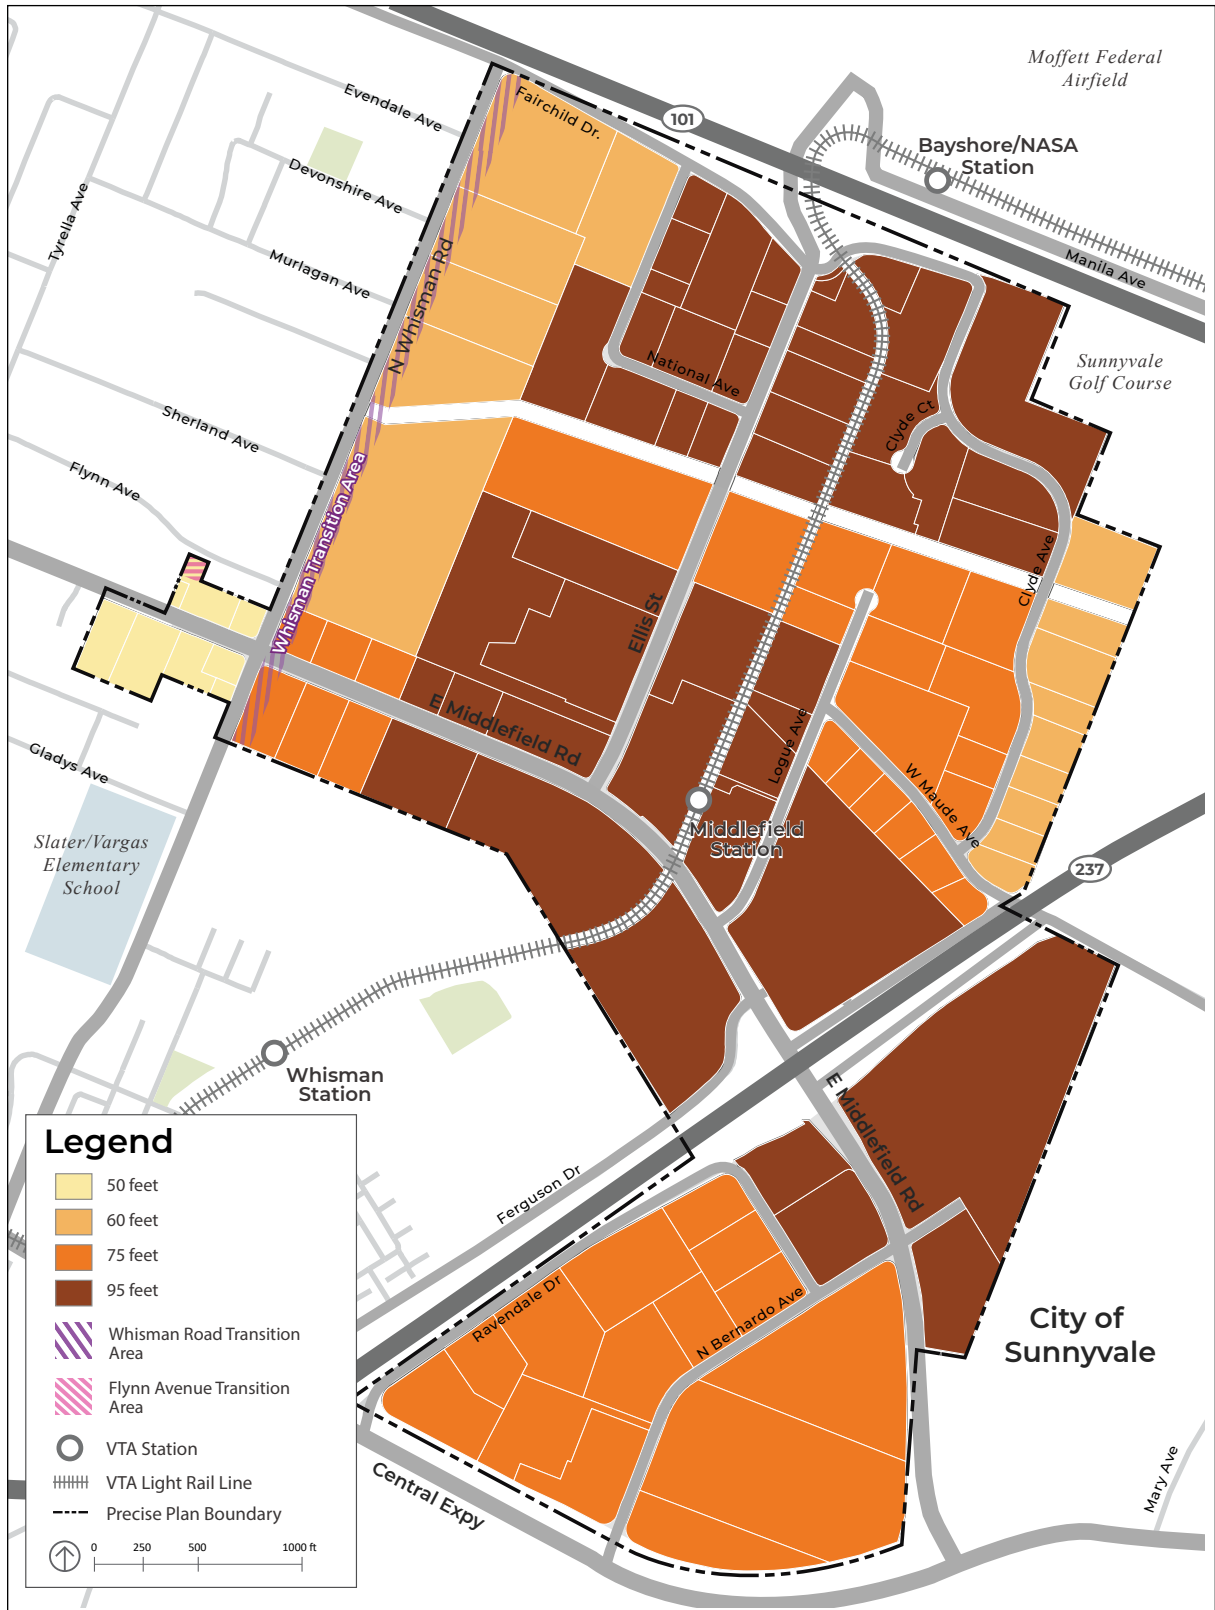 Moffett Federal
Airfield
Evendale Ave
Fairchild Dr.
101
Bayshore/NASA
Station
Devonshire Ave
Tyrella Ave
Murlagan Ave
N Whisman Rd
Manila Ave
National Ave
Sunnyvale
Golf Course
Sherland Ave
Clyde Ct
Flynn Ave
Whisman Transition Area
Clyde Ave
Ellis St
E Middlefield Rd
Logue Ave
W Maude Ave
Gladys Ave
Middlefield
Station
Slater/Vargas
Elementary
School
237
Whisman
Station
E Middlefield Rd
Ferguson Dr
Ravendale Dr
N Bernardo Ave
City of
Sunnyvale
Central Expy
Mary Ave
Legend
50 feet
60 feet
75 feet
95 feet
Whisman Road Transition
Area
Flynn Avenue Transition
Area
VTA Station
VTA Light Rail Line
Precise Plan Boundary
0 250 500 1000 ft